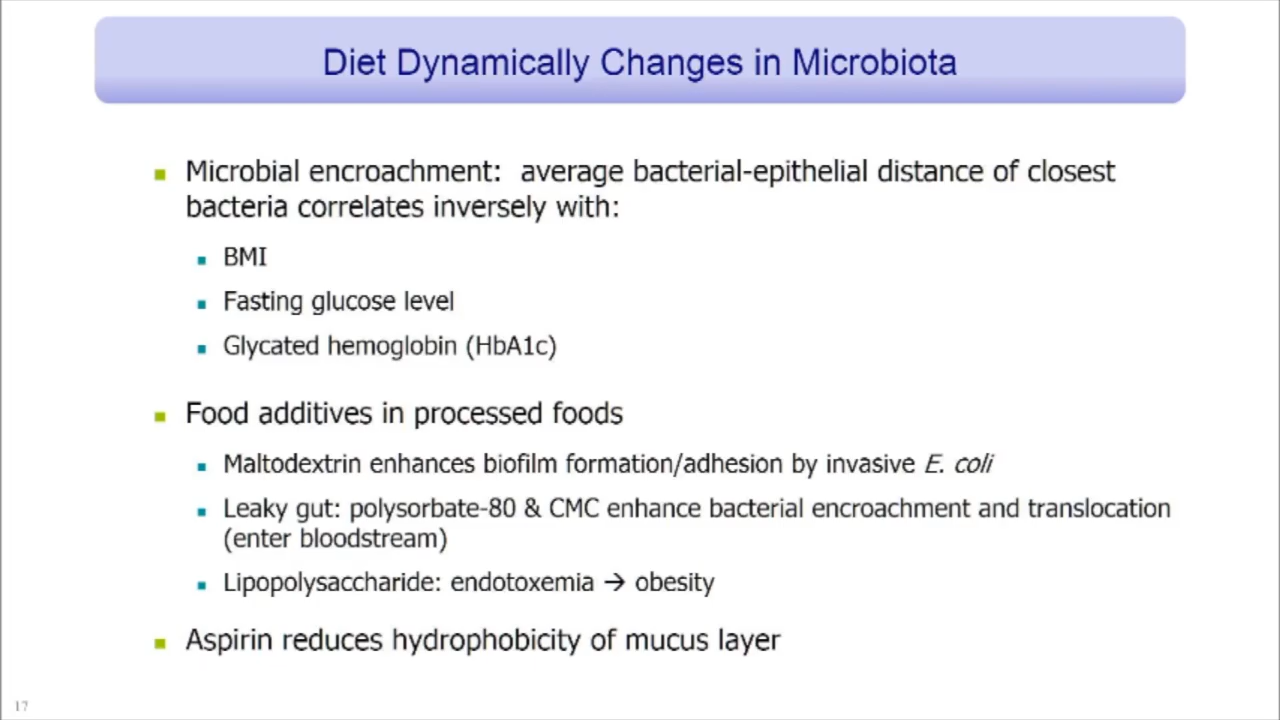 Diet Dynamically Changes in Microbiota
Microbial encroachment: average bacterial-epithelial distance of closest
bacteria correlates inversely with:
BMI
Fasting glucose level
Glycated hemoglobin (HbA1c)
Food additives in processed foods
Maltodextrin enhances biofilm formation/adhesion by invasive E. coli
Leaky gut: polysorbate-80 & CMC enhance bacterial encroachment and translocation
(enter bloodstream)
Lipopolysaccharide: endotoxemia → obesity
Aspirin reduces hydrophobicity of mucus layer
17